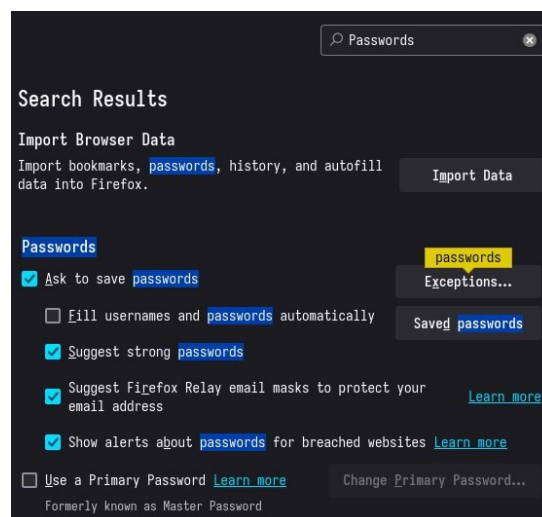 Passwords
Search Results
Import Browser Data
Import bookmarks, passwords, history, and autofill
data into Firefox.
Import Data
Passwords
passwords
Ask to save passwords
Exceptions...
Fill usernames and passwords automatically
Saved passwords
Suggest strong passwords
Suggest Firefox Relay email masks to protect your
email address
Learn more
Show alerts about passwords for breached websites Learn more
Use a Primary Password Learn more
Change Primary Password...
Formerly known as Master Password